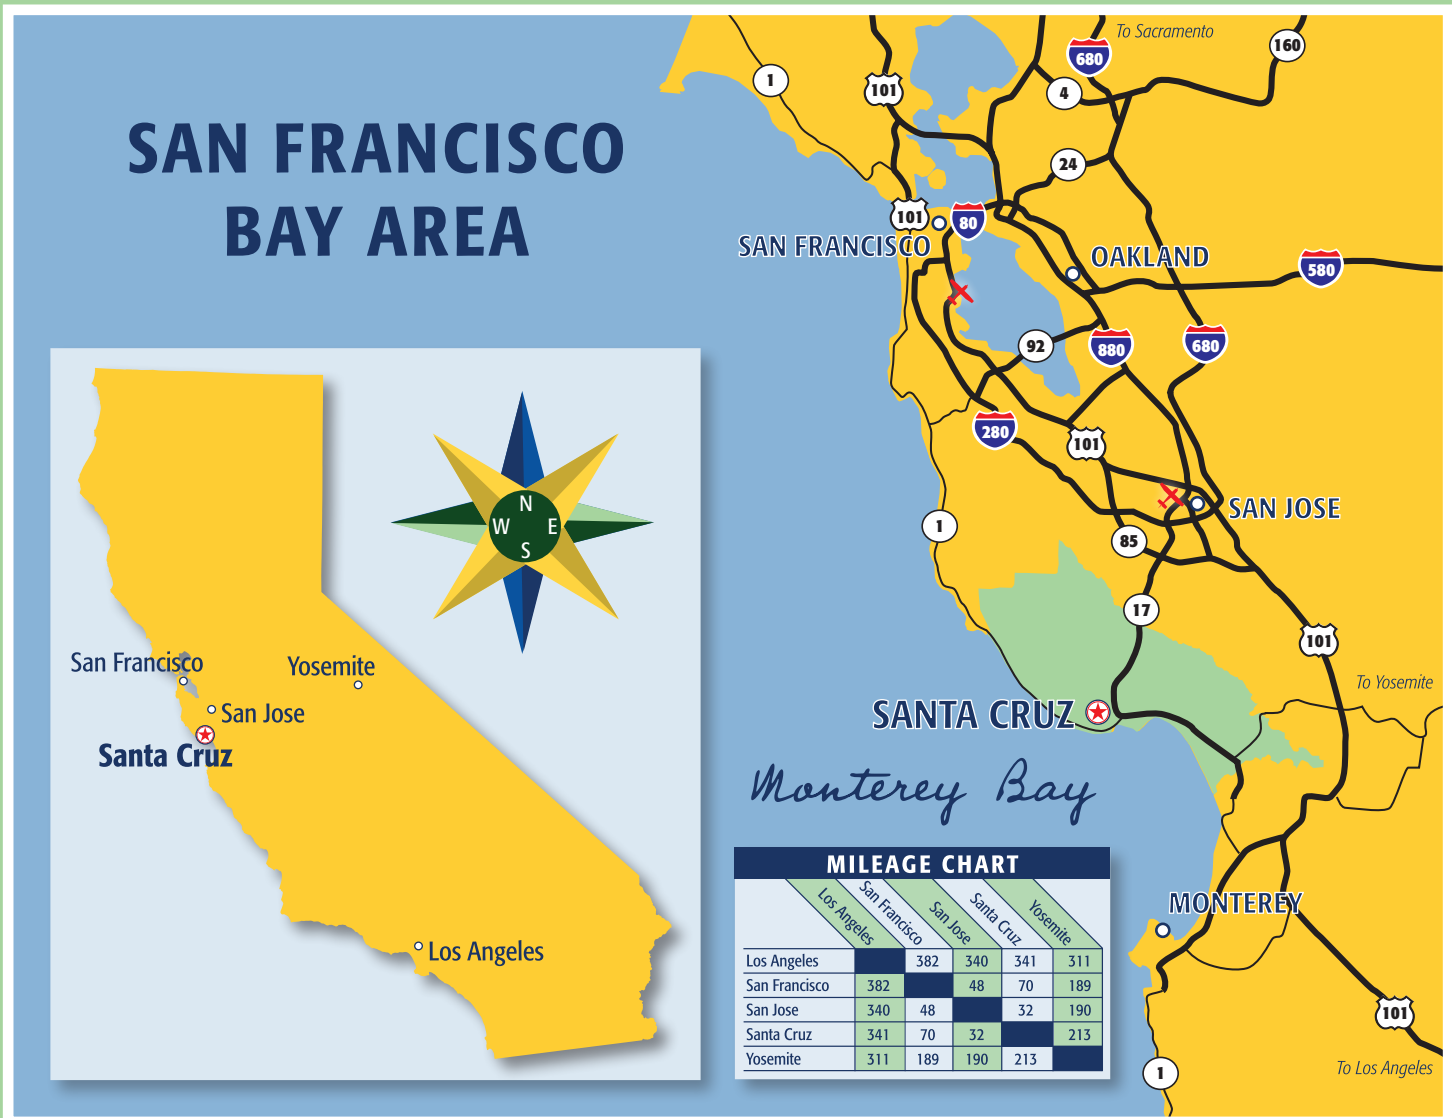 SAN FRANCISCO
BAY AREA
To Sacramento
160
680
1
101
4
24
101
80
SAN FRANCISCO
OAKLAND
580
92
880
680
280
101
1
SAN JOSE
85
17
101
To Yosemite
SANTA CRUZ
Monterey Bay
MONTEREY
101
1
To Los Angeles
N
W E
S
San Francisco
Yosemite
San Jose
Santa Cruz
Los Angeles
MILEAGE CHART
Los Angeles San Francisco San Jose Santa Cruz Yosemite
Los Angeles 382 340 341 311
San Francisco 382 48 70 189
San Jose 340 48 32 190
Santa Cruz 341 70 32 213
Yosemite 311 189 190 213